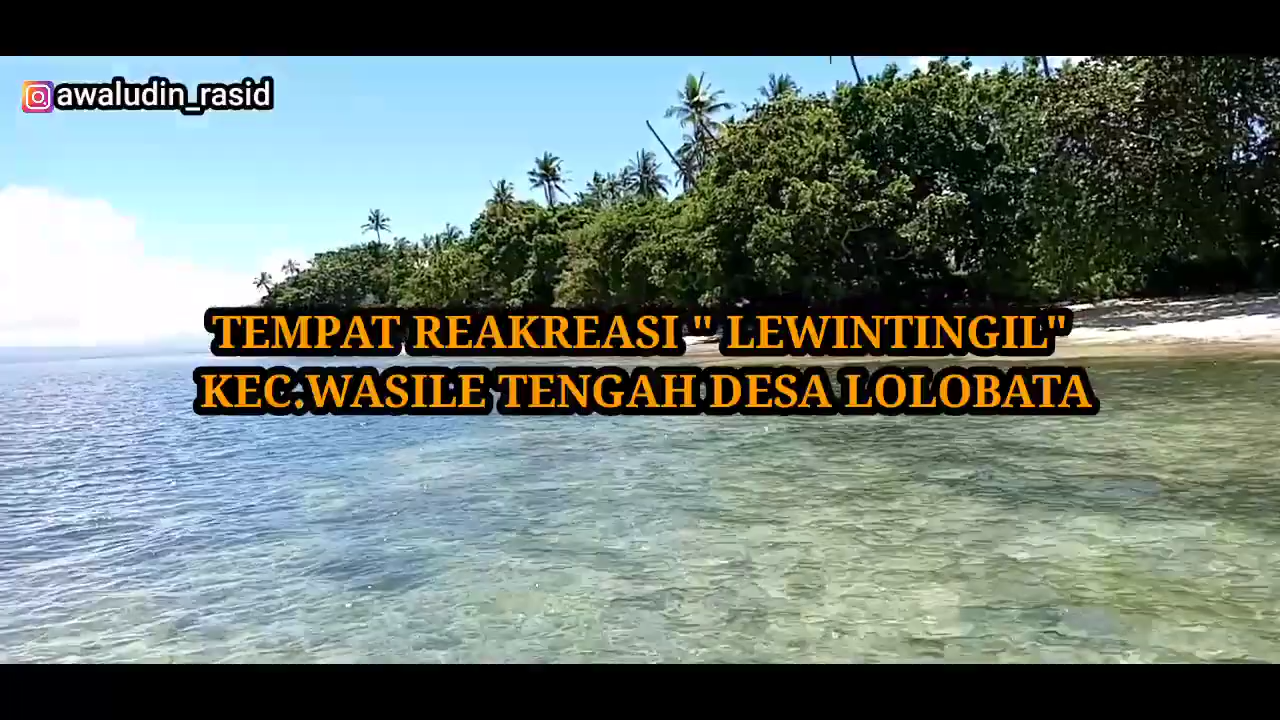 awaludin_rasid
TEMPAT REAKREASI " LEWINTINGIL"
KEC.WASILE TENGAH DESA LOLOBATA